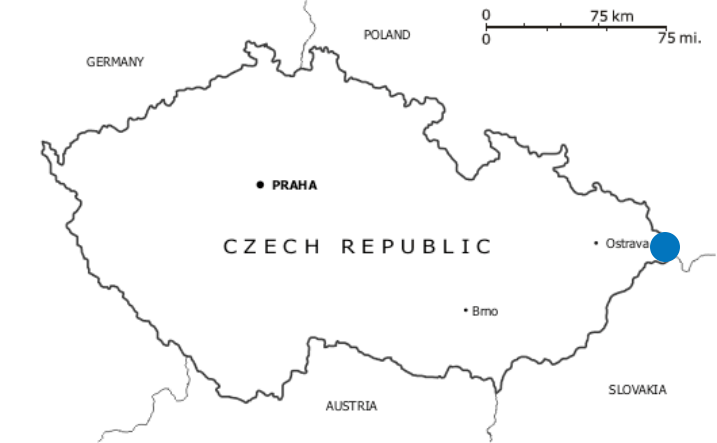 0 75 km
0 75 mi.
POLAND
GERMANY
PRAHA
CZECH REPUBLIC
Ostrava
Brno
SLOVAKIA
AUSTRIA